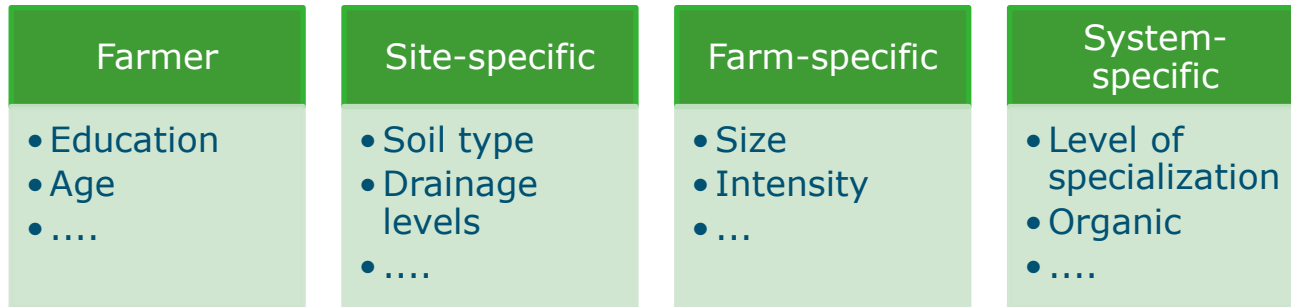 Farmer
• Education
• Age
• ....
Site-specific
• Soil type
• Drainage
levels
• ....
Farm-specific
• Size
• Intensity
• ...
System-
specific
• Level of
specialization
• Organic
• ....